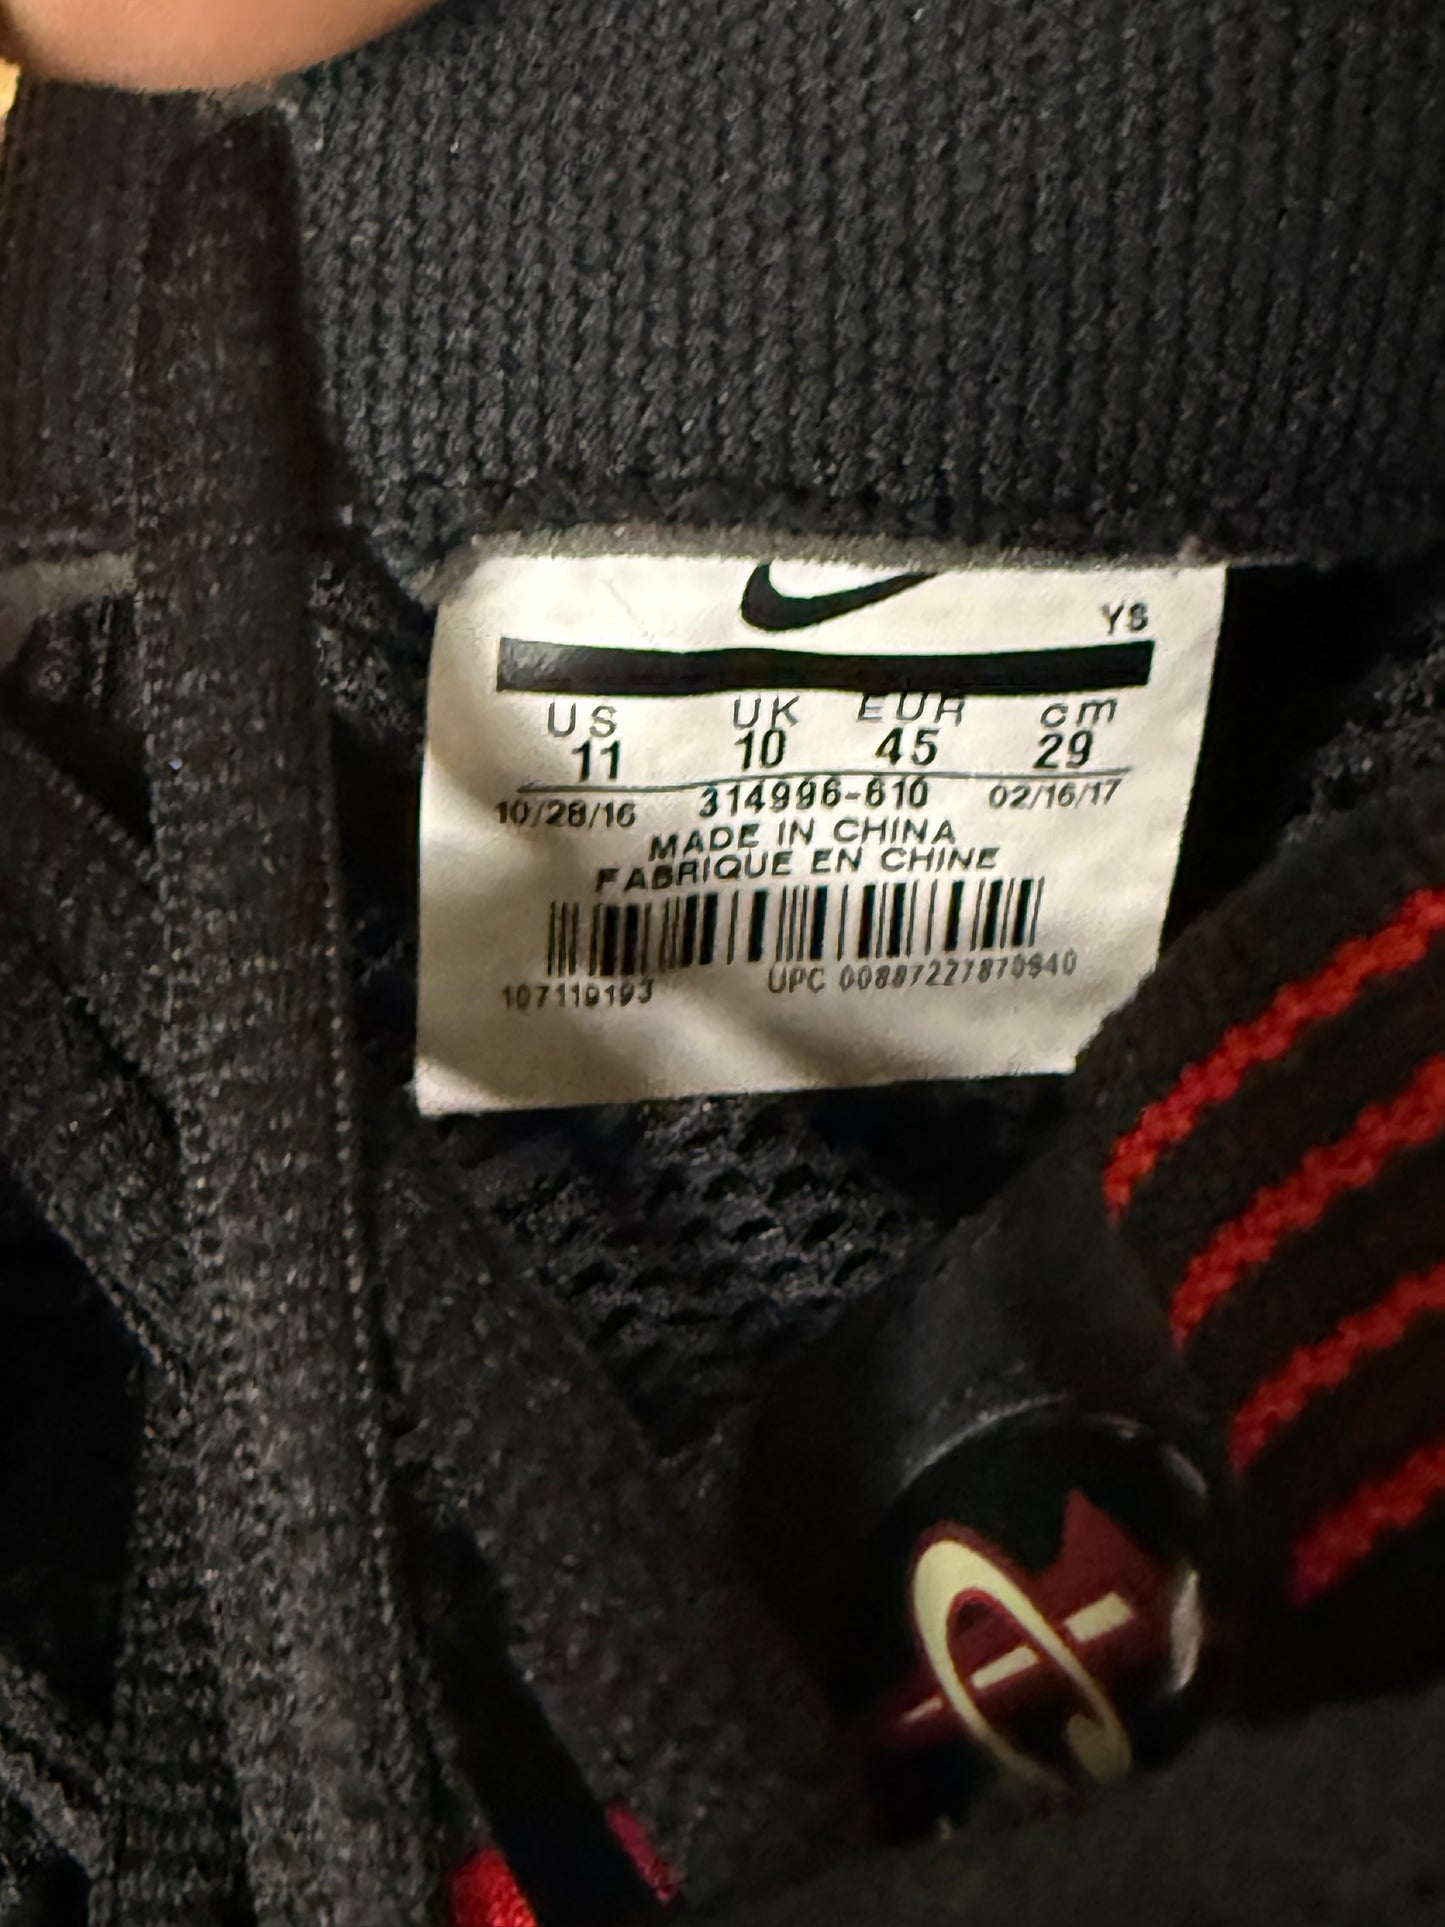 YS
US UK EUR cm
11 10 45 29
10/28/16 314996-610 02/16/17
MADE IN CHINA
FABRIQUE EN CHINE
107119193 UPC 00887227870940